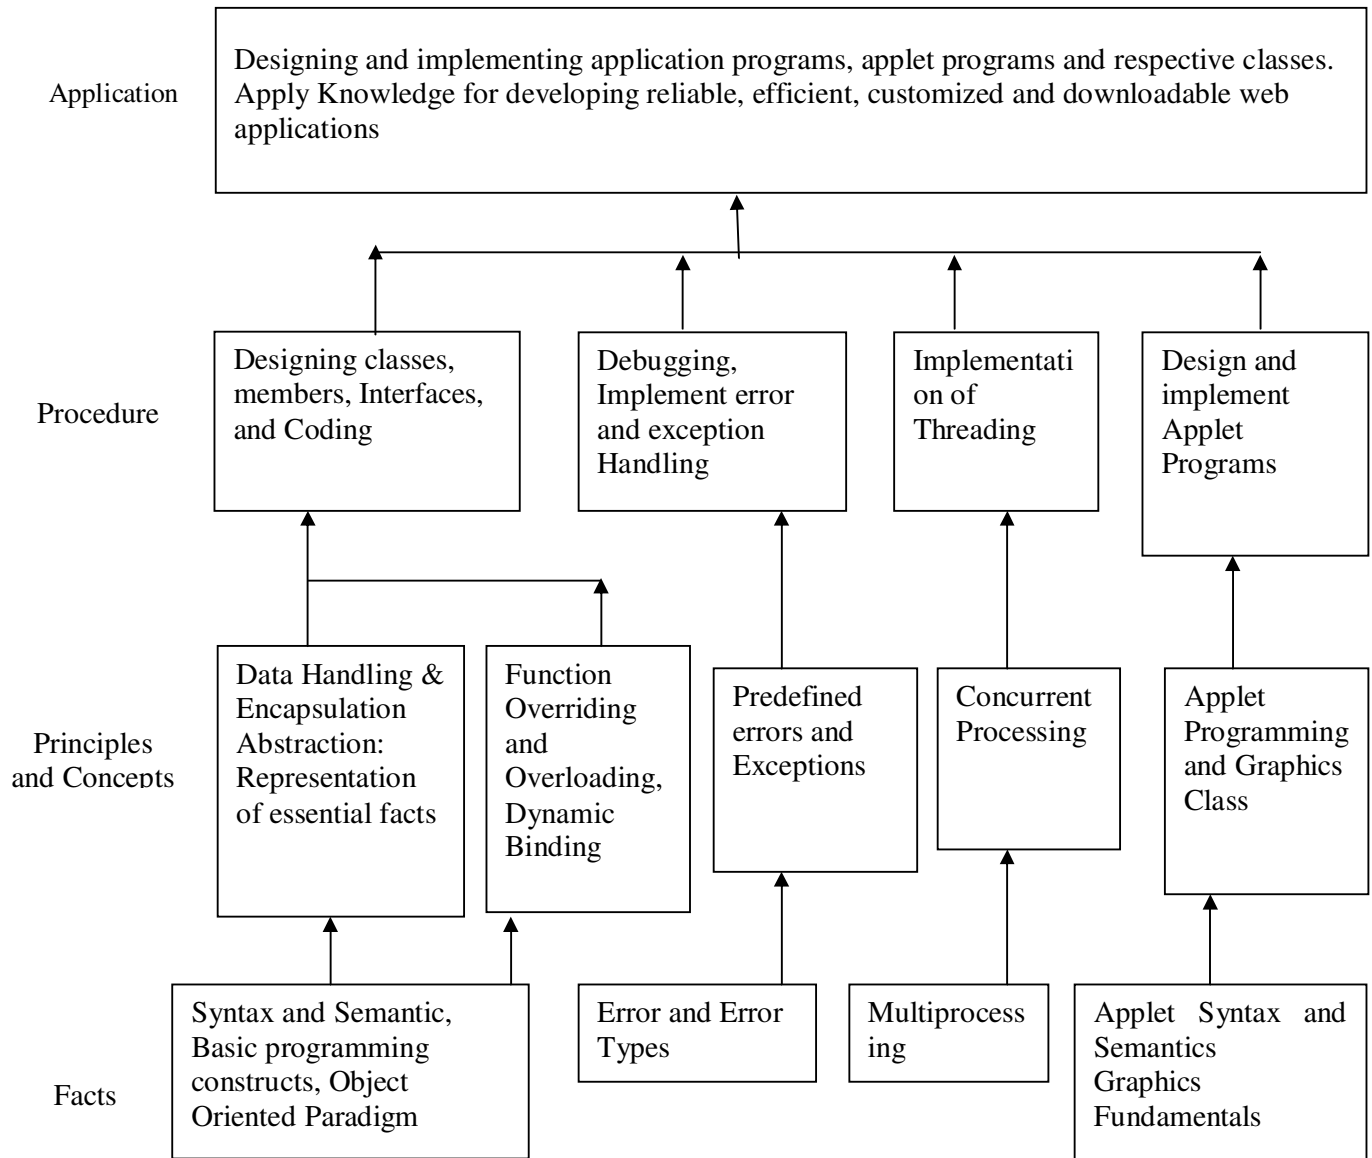 Application
Designing and implementing application programs, applet programs and respective classes.
Apply Knowledge for developing reliable, efficient, customized and downloadable web
applications
Procedure
Designing classes,
members, Interfaces,
and Coding
Debugging,
Implement error
and exception
Handling
Implementati
on of
Threading
Design and
implement
Applet
Programs
Principles
and Concepts
Data Handling &
Encapsulation
Abstraction:
Representation
of essential facts
Function
Overriding
and
Overloading,
Dynamic
Binding
Predefined
errors and
Exceptions
Concurrent
Processing
Applet
Programming
and Graphics
Class
Facts
Syntax and Semantic,
Basic programming
constructs, Object
Oriented Paradigm
Error and Error
Types
Multiprocess
ing
Applet Syntax and
Semantics
Graphics
Fundamentals